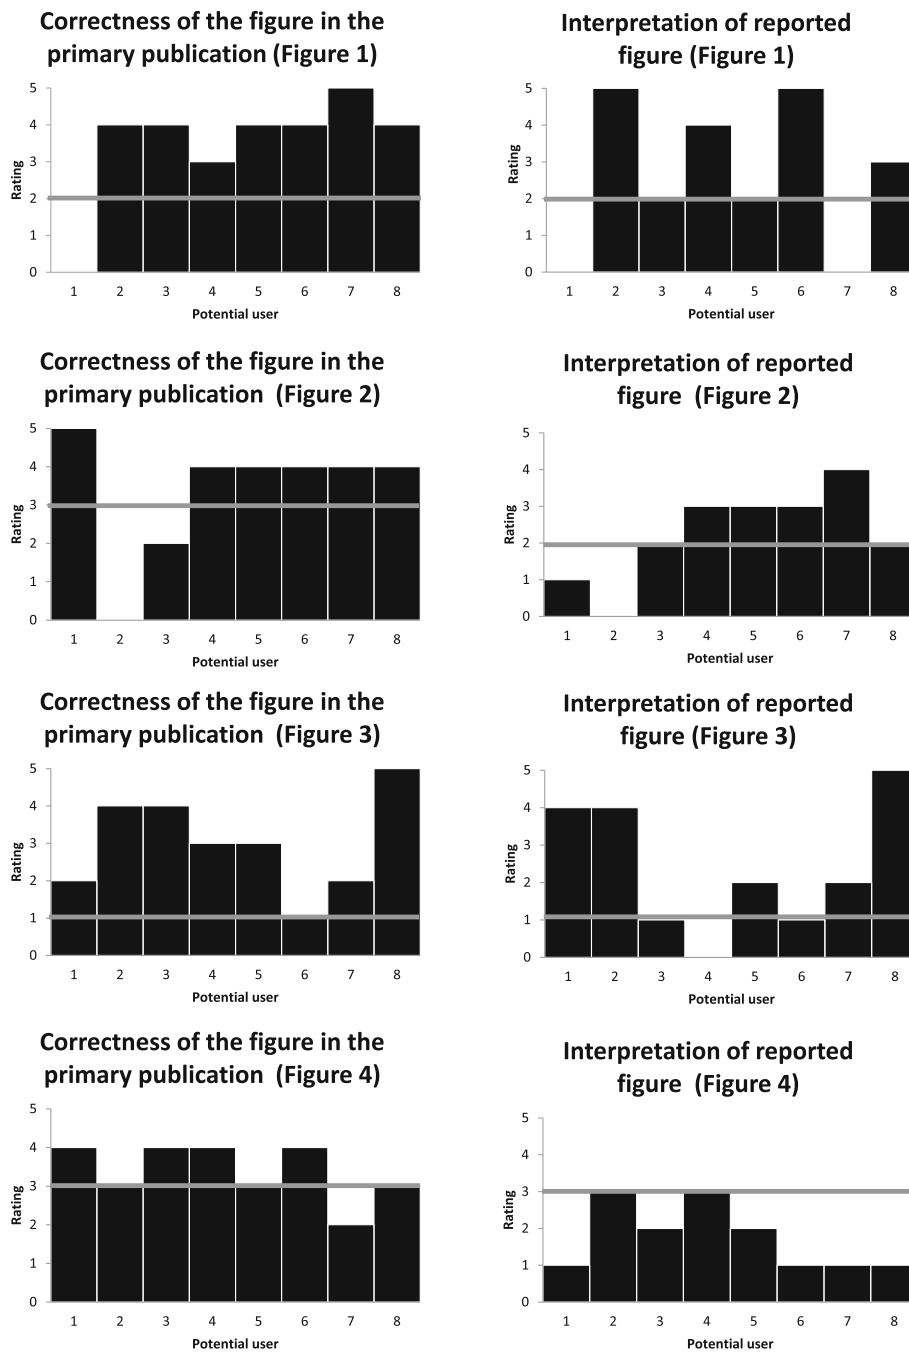 Correctness of the figure in the
primary publication (Figure 1)
5
4
3
2
1
0
Rating
1 2 3 4 5 6 7 8
Potential user
Interpretation of reported
figure (Figure 1)
5
4
3
2
1
0
Rating
1 2 3 4 5 6 7 8
Potential user
Correctness of the figure in the
primary publication (Figure 2)
5
4
3
2
1
0
Rating
1 2 3 4 5 6 7 8
Potential user
Interpretation of reported
figure (Figure 2)
5
4
3
2
1
0
Rating
1 2 3 4 5 6 7 8
Potential user
Correctness of the figure in the
primary publication (Figure 3)
5
4
3
2
1
0
Rating
1 2 3 4 5 6 7 8
Potential user
Interpretation of reported
figure (Figure 3)
5
4
3
2
1
0
Rating
1 2 3 4 5 6 7 8
Potential user
Correctness of the figure in the
primary publication (Figure 4)
5
4
3
2
1
0
Rating
1 2 3 4 5 6 7 8
Potential user
Interpretation of reported
figure (Figure 4)
5
4
3
2
1
0
Rating
1 2 3 4 5 6 7 8
Potential user